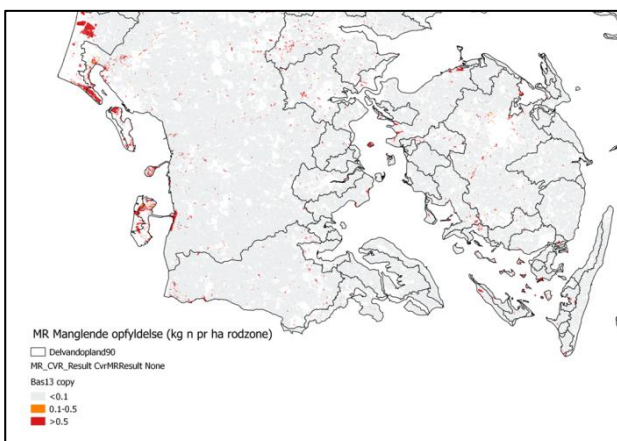 MR Manglende opfyldelse (kg n pr ha rodzone)
Delvandopland90
MR_CVR_Result CvrMRResult None
Bas13 copy
<0.1
0.1-0.5
>0.5